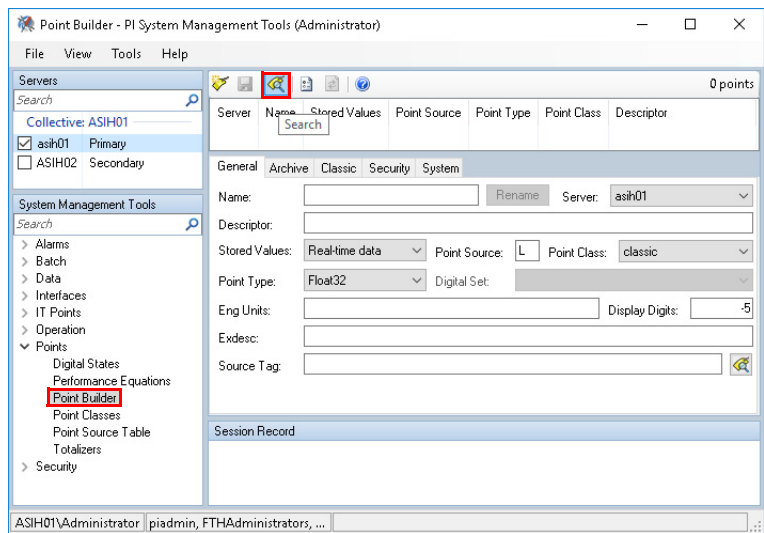 Point Builder - PI System Management Tools (Administrator)
File View Tools Help
Servers
Search
Collective: ASIH01
asih01 Primary
ASIH02 Secondary
System Management Tools
Search
Alarms
Batch
Data
Interfaces
IT Points
Operation
Points
Digital States
Performance Equations
Point Builder
Point Classes
Point Source Table
Totalizers
Security
0 points
Server Name Stored Values Point Source Point Type Point Class Descriptor
Search
General Archive Classic Security System
Name: Rename Server: asih01
Descriptor:
Stored Values: Real-time data Point Source: L Point Class: classic
Point Type: Float32 Digital Set:
Eng Units: Display Digits: -5
Exdesc:
Source Tag:
Session Record
ASIH01\Administrator piadmin, FTHAdministrators, ...